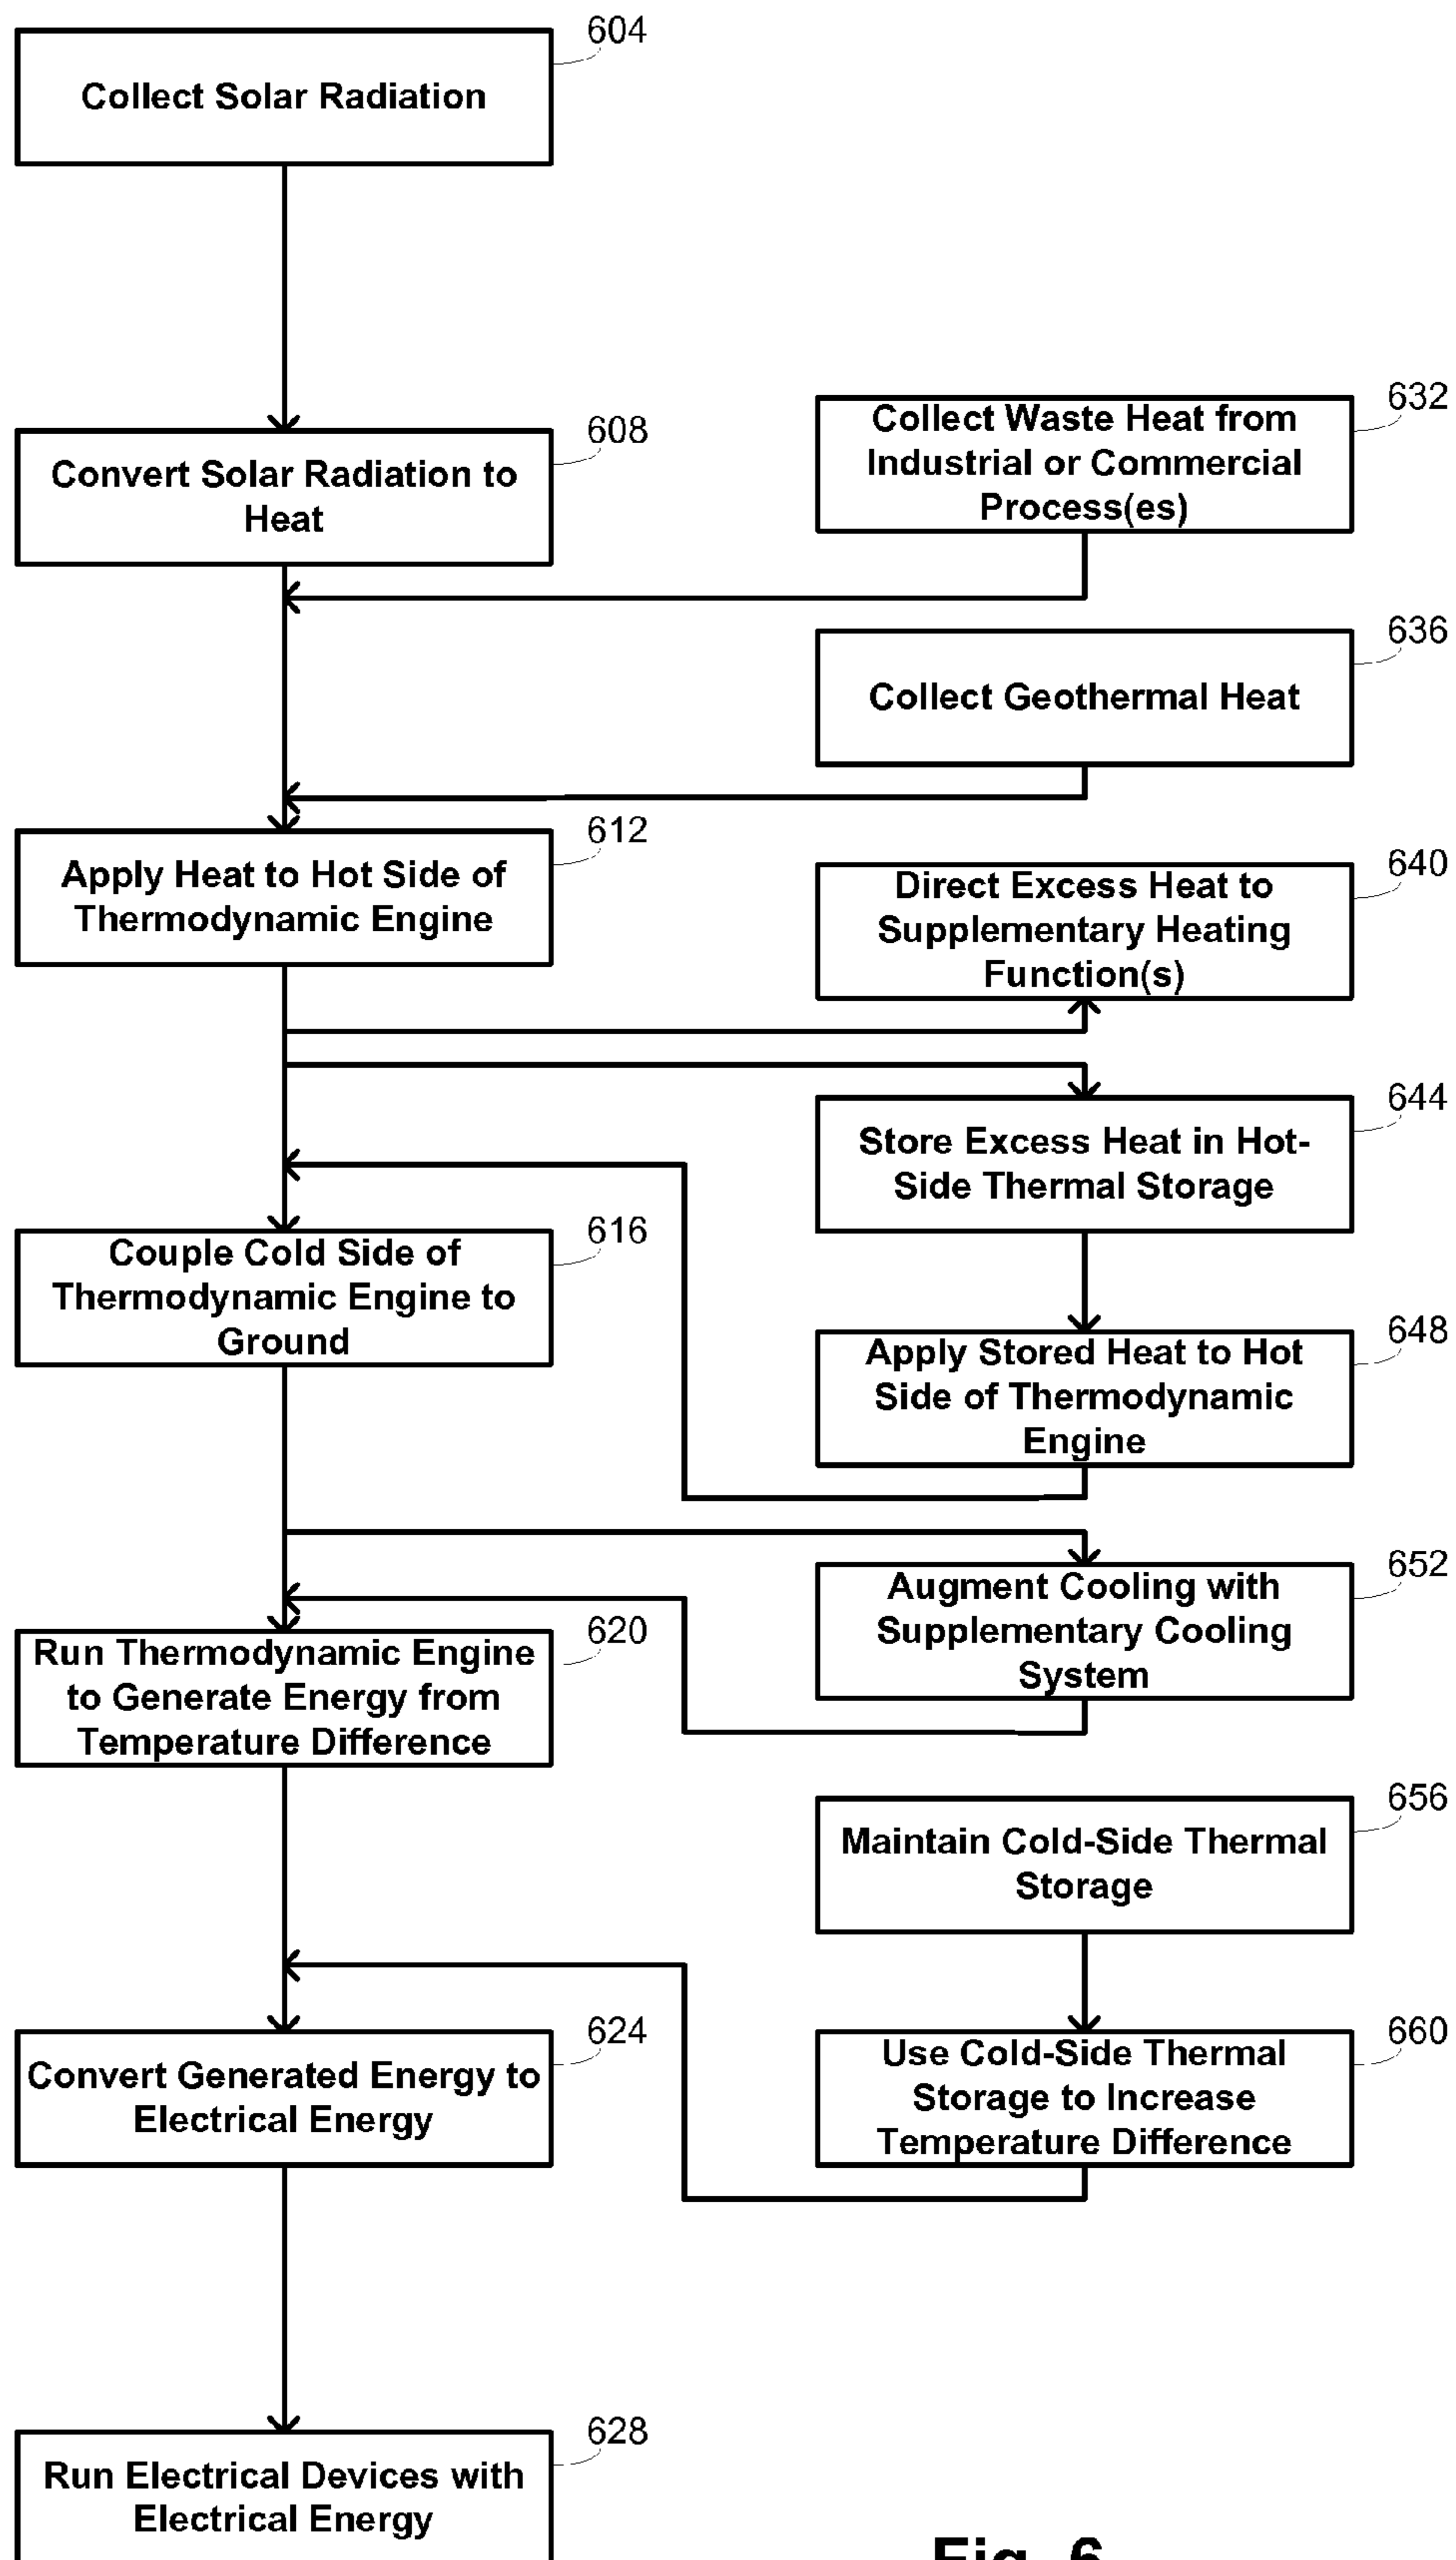 604
Collect Solar Radiation
608
Convert Solar Radiation to
Heat
632
Collect Waste Heat from
Industrial or Commercial
Process(es)
636
Collect Geothermal Heat
612
Apply Heat to Hot Side of
Thermodynamic Engine
640
Direct Excess Heat to
Supplementary Heating
Function(s)
644
Store Excess Heat in Hot-
Side Thermal Storage
616
Couple Cold Side of
Thermodynamic Engine to
Ground
648
Apply Stored Heat to Hot
Side of Thermodynamic
Engine
652
Augment Cooling with
Supplementary Cooling
System
620
Run Thermodynamic Engine
to Generate Energy from
Temperature Difference
656
Maintain Cold-Side Thermal
Storage
624
Convert Generated Energy to
Electrical Energy
660
Use Cold-Side Thermal
Storage to Increase
Temperature Difference
628
Run Electrical Devices with
Electrical Energy
Fig. 6